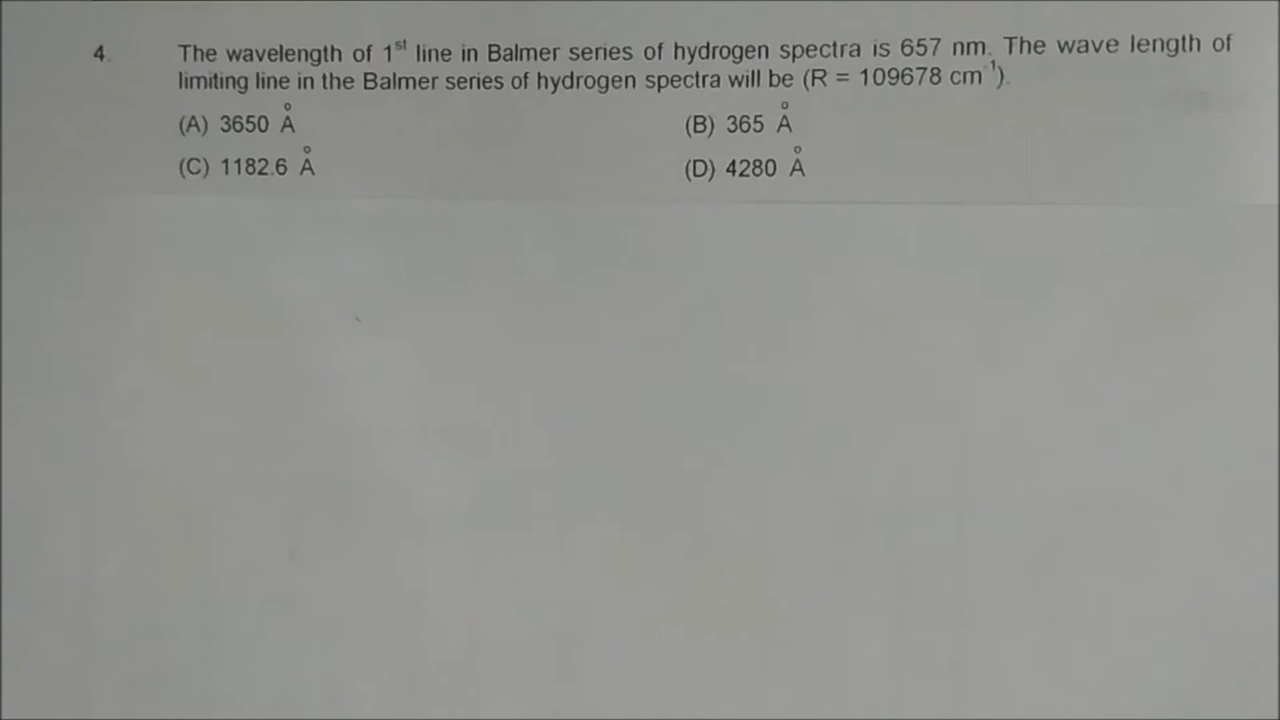 4. The wavelength of 1st line in Balmer series of hydrogen spectra is 657 nm. The wave length of
limiting line in the Balmer series of hydrogen spectra will be (R = 109678 cm⁻¹).
(A) 3650 Å (B) 365 Å
(C) 1182.6 Å (D) 4280 Å